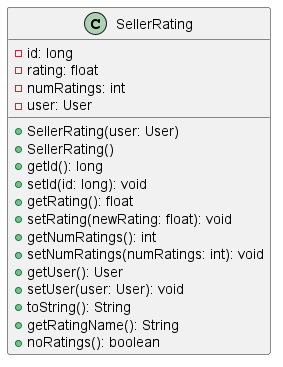 C SellerRating
id: long
rating: float
numRatings: int
user: User
SellerRating(user: User)
SellerRating()
getId(): long
setId(id: long): void
getRating(): float
setRating(newRating: float): void
getNumRatings(): int
setNumRatings(numRatings: int): void
getUser(): User
setUser(user: User): void
toString(): String
getRatingName(): String
noRatings(): boolean